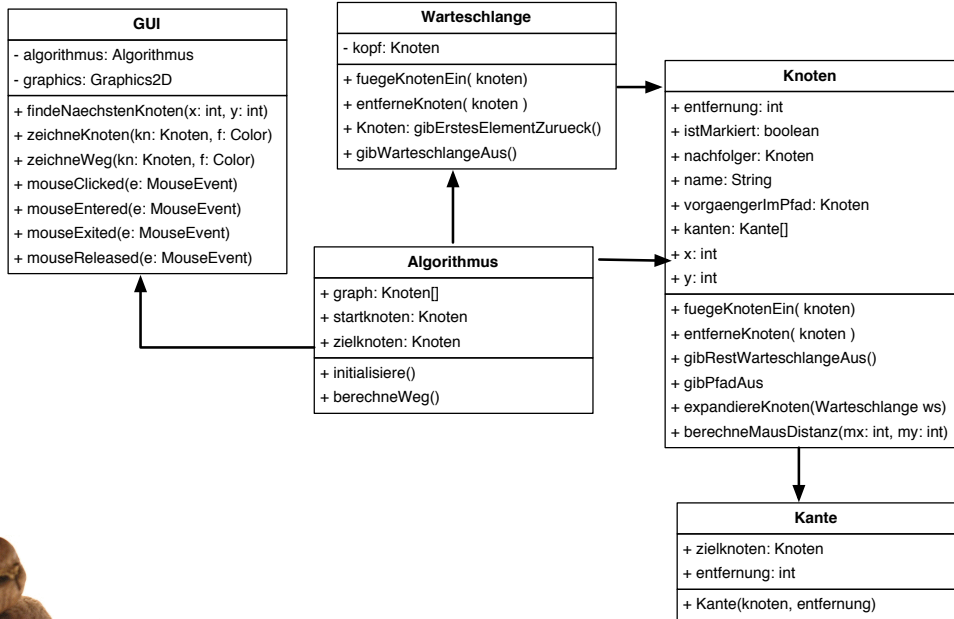 GUI
- algorithmus: Algorithmus
- graphics: Graphics2D
+ findeNaechstenKnoten(x: int, y: int)
+ zeichneKnoten(kn: Knoten, f: Color)
+ zeichneWeg(kn: Knoten, f: Color)
+ mouseClicked(e: MouseEvent)
+ mouseEntered(e: MouseEvent)
+ mouseExited(e: MouseEvent)
+ mouseReleased(e: MouseEvent)
Warteschlange
- kopf: Knoten
+ fuegeKnotenEin( knoten)
+ entferneKnoten( knoten )
+ Knoten: gibErstesElementZurueck()
+ gibWarteschlangeAus()
Algorithmus
+ graph: Knoten[]
+ startknoten: Knoten
+ zielknoten: Knoten
+ initialisiere()
+ berechneWeg()
Knoten
+ entfernung: int
+ istMarkiert: boolean
+ nachfolger: Knoten
+ name: String
+ vorgaengerImPfad: Knoten
+ kanten: Kante[]
+ x: int
+ y: int
+ fuegeKnotenEin( knoten)
+ entferneKnoten( knoten )
+ gibRestWarteschlangeAus()
+ gibPfadAus
+ expandiereKnoten(Warteschlange ws)
+ berechneMausDistanz(mx: int, my: int)
Kante
+ zielknoten: Knoten
+ entfernung: int
+ Kante(knoten, entfernung)